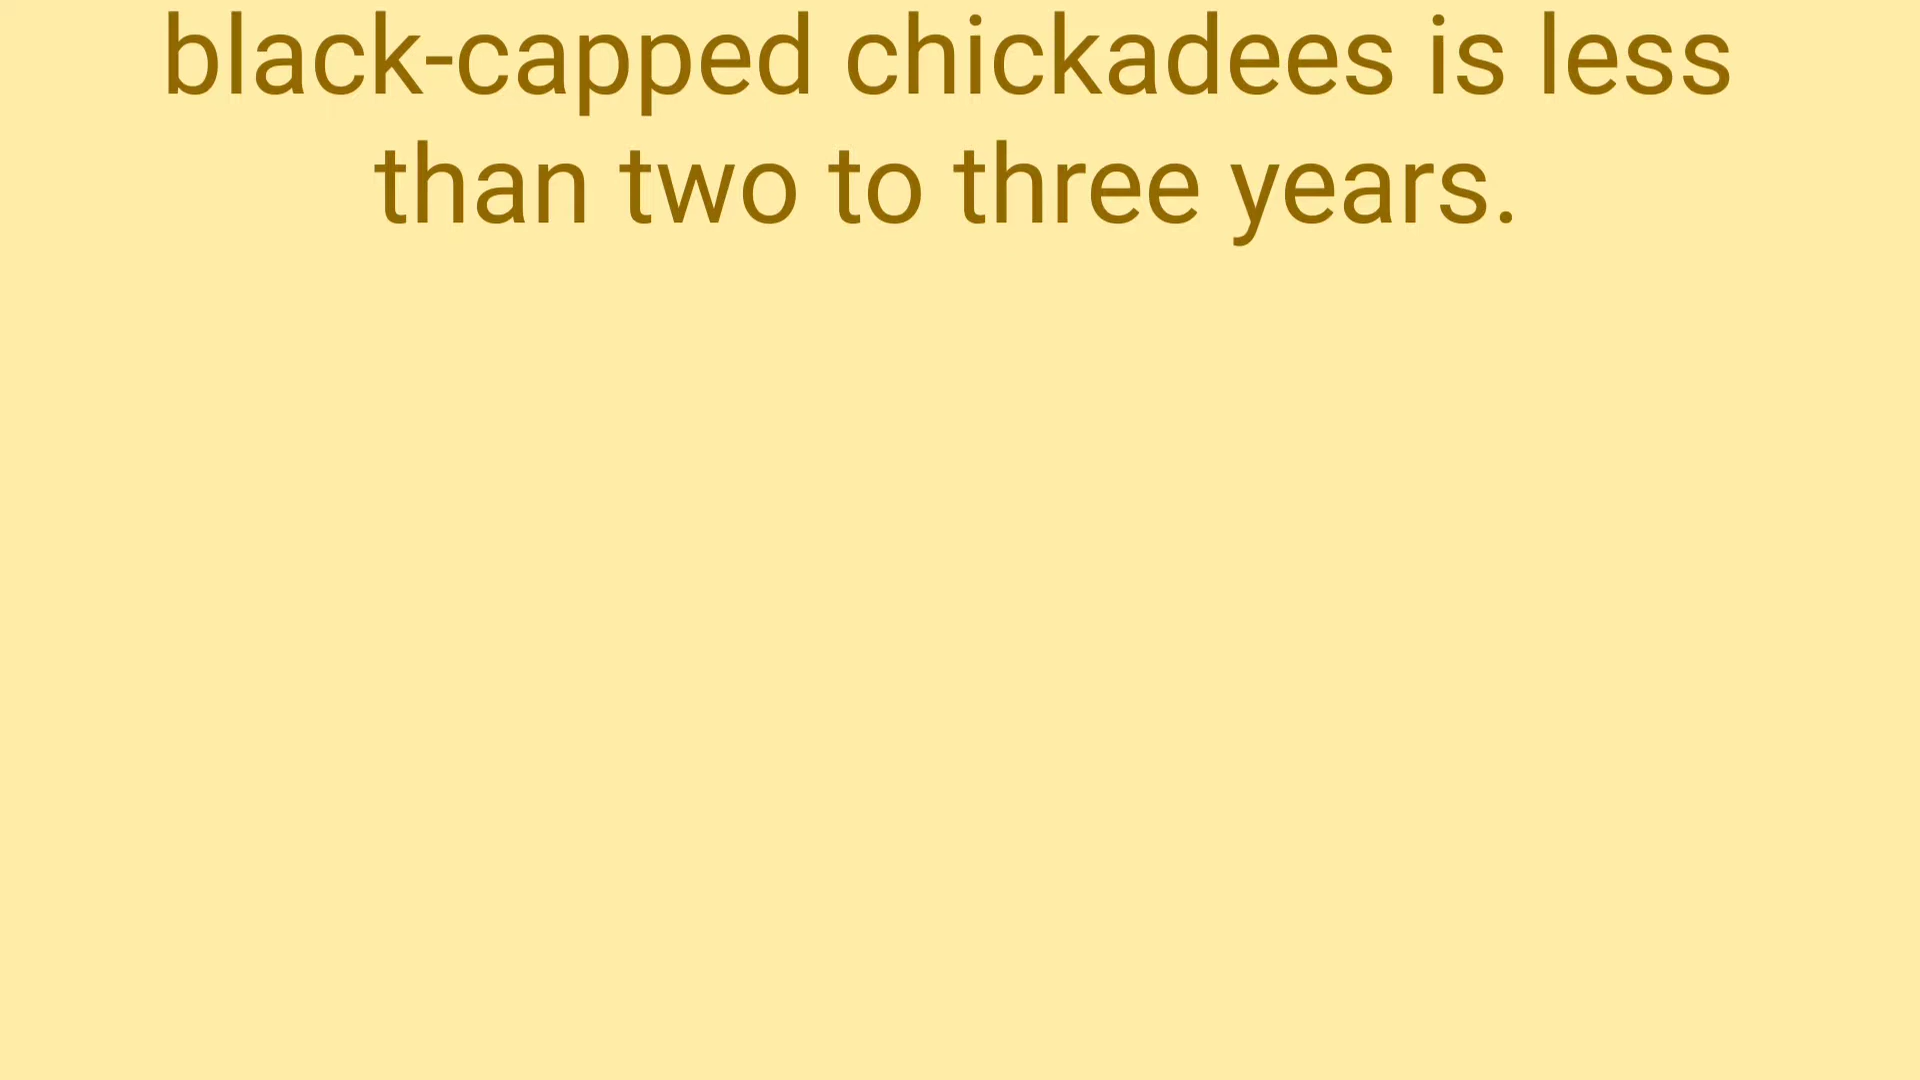 black-capped chickadees is less
than two to three years.